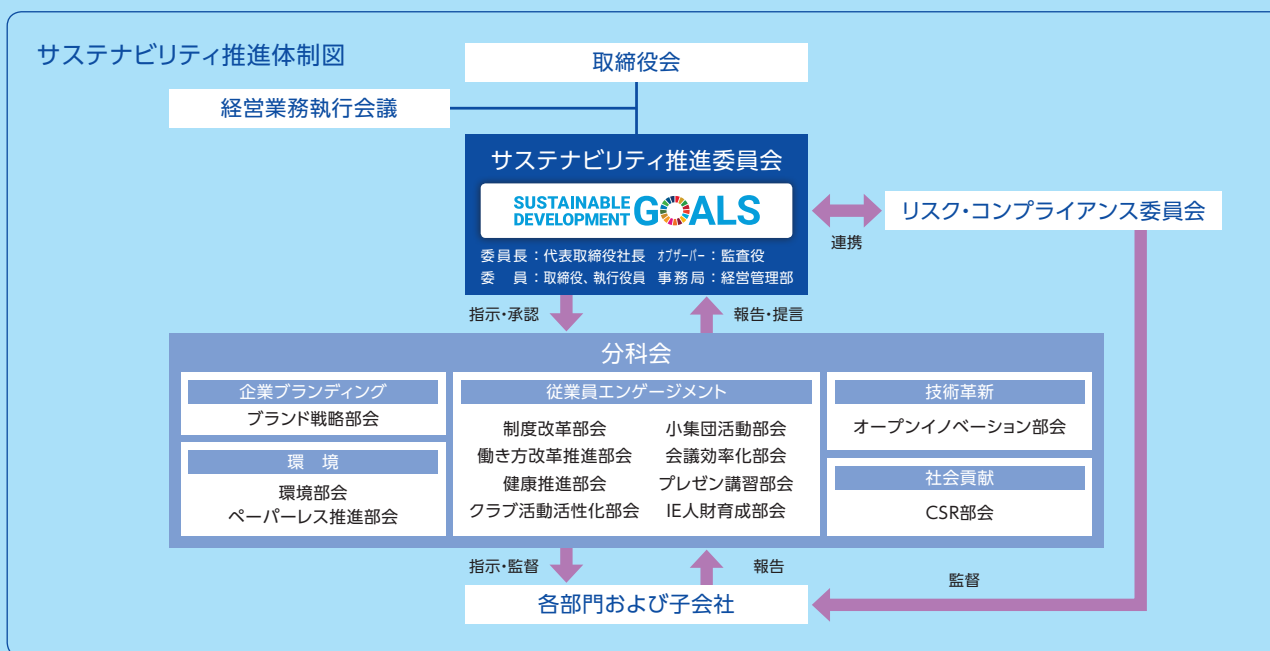 サステナビリティ推進体制図
取締役会
経営業務執行会議
サステナビリティ推進委員会
SUSTAINABLE
DEVELOPMENT
GOALS
委員長：代表取締役社長 オブザーバー：監査役
委　員：取締役、執行役員 事務局：経営管理部
連携
リスク・コンプライアンス委員会
指示・承認
報告・提言
分科会
企業ブランディング
ブランド戦略部会
環　境
環境部会
ペーパーレス推進部会
従業員エンゲージメント
制度改革部会
働き方改革推進部会
健康推進部会
クラブ活動活性化部会
小集団活動部会
会議効率化部会
プレゼン講習部会
IE人財育成部会
技術革新
オープンイノベーション部会
社会貢献
CSR部会
指示・監督
報告
監督
各部門および子会社